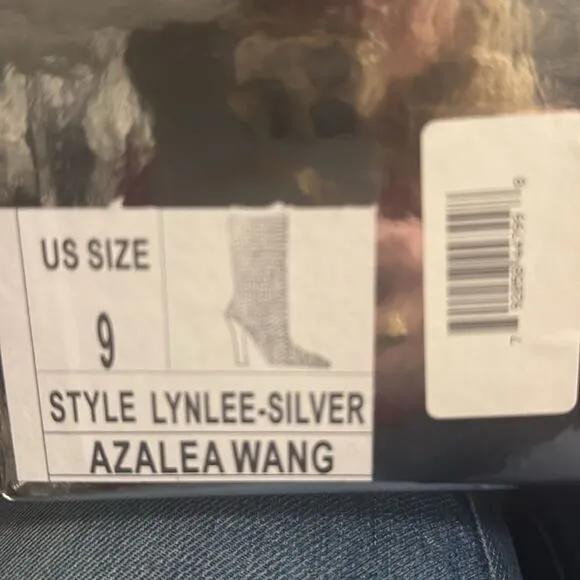 US SIZE
9
STYLE LYNLEE-SILVER
AZALEA WANG